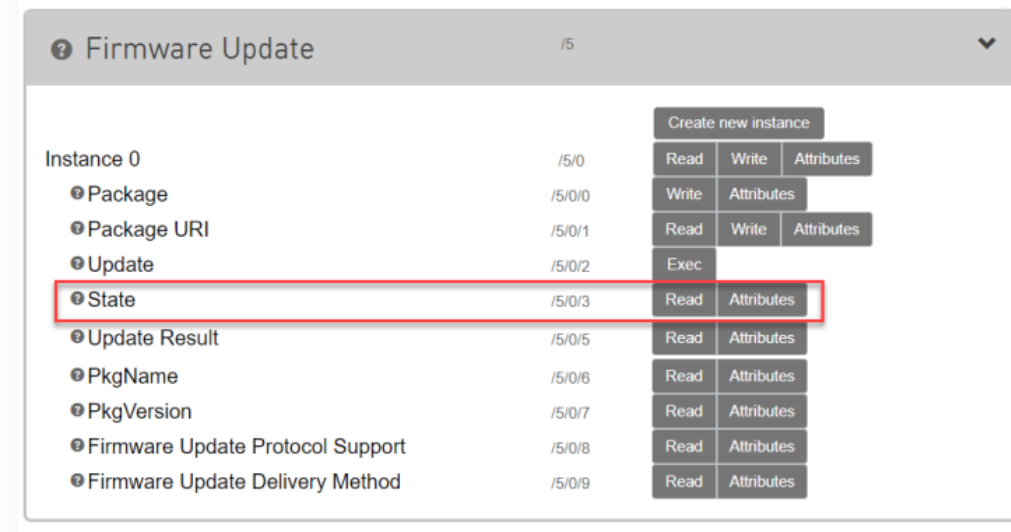 Firmware Update /5
Create new instance
Instance 0 /5/0 Read Write Attributes
Package /5/0/0 Write Attributes
Package URI /5/0/1 Read Write Attributes
Update /5/0/2 Exec
State /5/0/3 Read Attributes
Update Result /5/0/5 Read Attributes
PkgName /5/0/6 Read Attributes
PkgVersion /5/0/7 Read Attributes
Firmware Update Protocol Support /5/0/8 Read Attributes
Firmware Update Delivery Method /5/0/9 Read Attributes